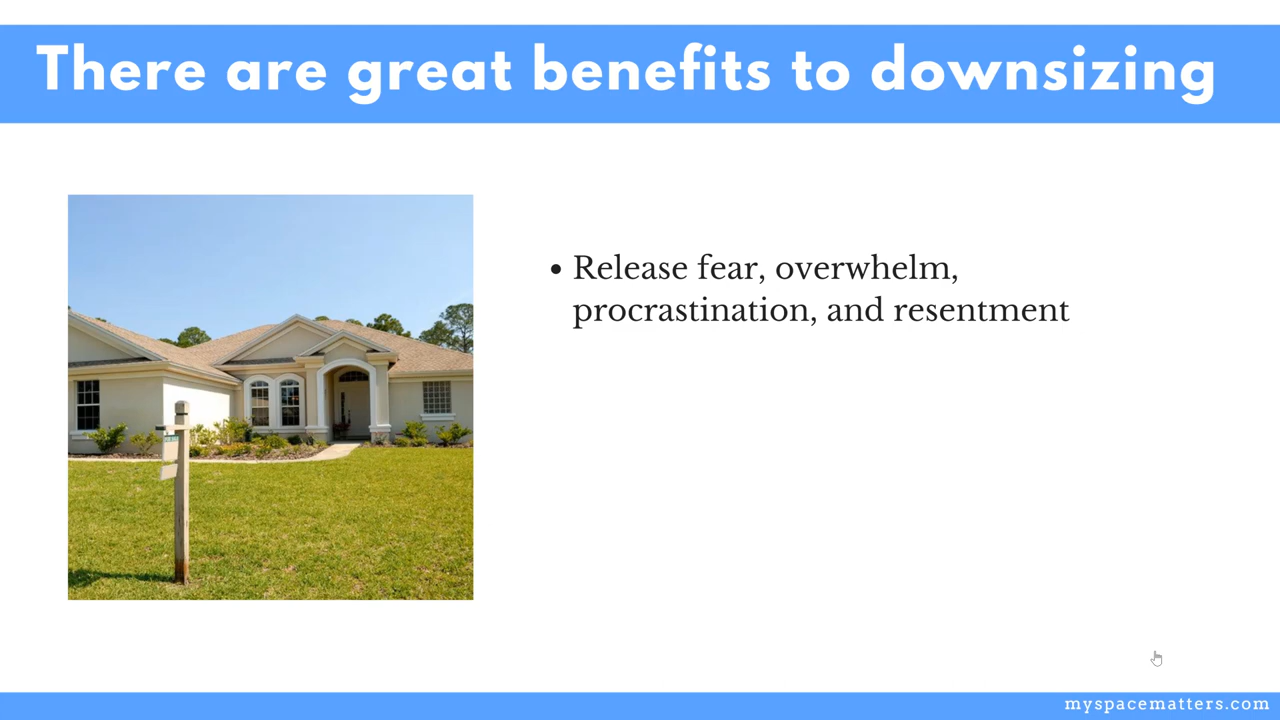 There are great benefits to downsizing
• Release fear, overwhelm,
procrastination, and resentment
myspacematters.com